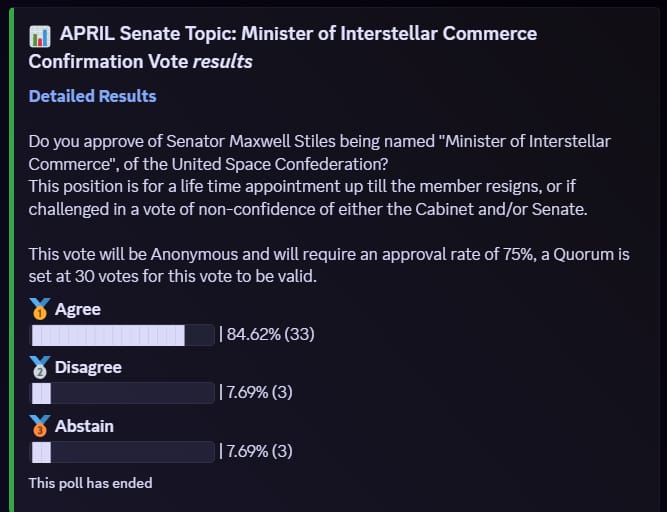 APRIL Senate Topic: Minister of Interstellar Commerce
Confirmation Vote results
Detailed Results
Do you approve of Senator Maxwell Stiles being named "Minister of Interstellar
Commerce", of the United Space Confederation?
This position is for a life time appointment up till the member resigns, or if
challenged in a vote of non-confidence of either the Cabinet and/or Senate.
This vote will be Anonymous and will require an approval rate of 75%, a Quorum is
set at 30 votes for this vote to be valid.
1 Agree
| 84.62% (33)
2 Disagree
| 7.69% (3)
3 Abstain
| 7.69% (3)
This poll has ended